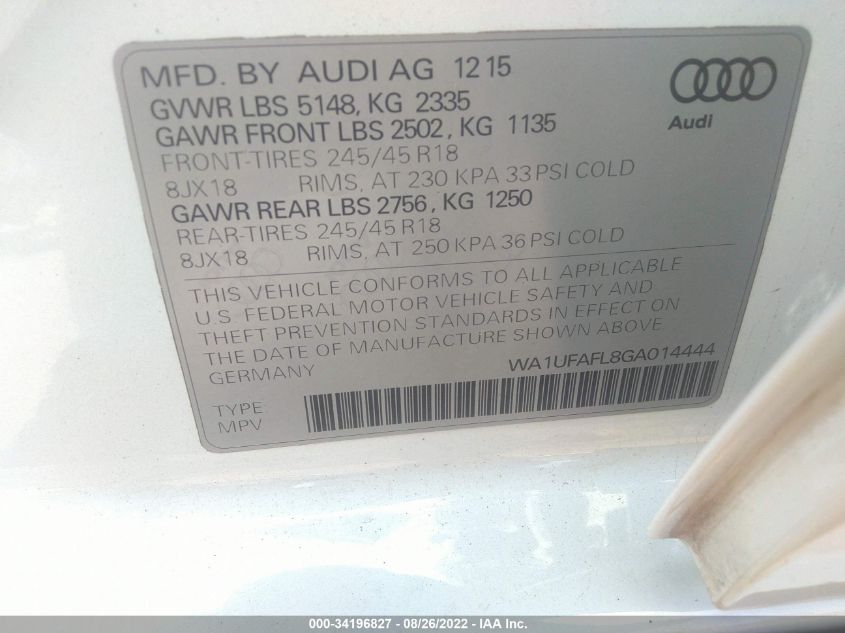 MFD. BY AUDI AG 12 15
GVWR LBS 5148, KG 2335
GAWR FRONT LBS 2502, KG 1135
FRONT-TIRES 245/45 R18
8JX18 RIMS, AT 230 KPA 33 PSI COLD
GAWR REAR LBS 2756, KG 1250
REAR-TIRES 245/45 R18
8JX18 RIMS, AT 250 KPA 36 PSI COLD
Audi
THIS VEHICLE CONFORMS TO ALL APPLICABLE
U.S. FEDERAL MOTOR VEHICLE SAFETY AND
THEFT PREVENTION STANDARDS IN EFFECT ON
THE DATE OF MANUFACTURE SHOWN ABOVE
GERMANY
WA1UFAFL8GA014444
TYPE:
MPV
000-34196827 - 08/26/2022 - IAA Inc.